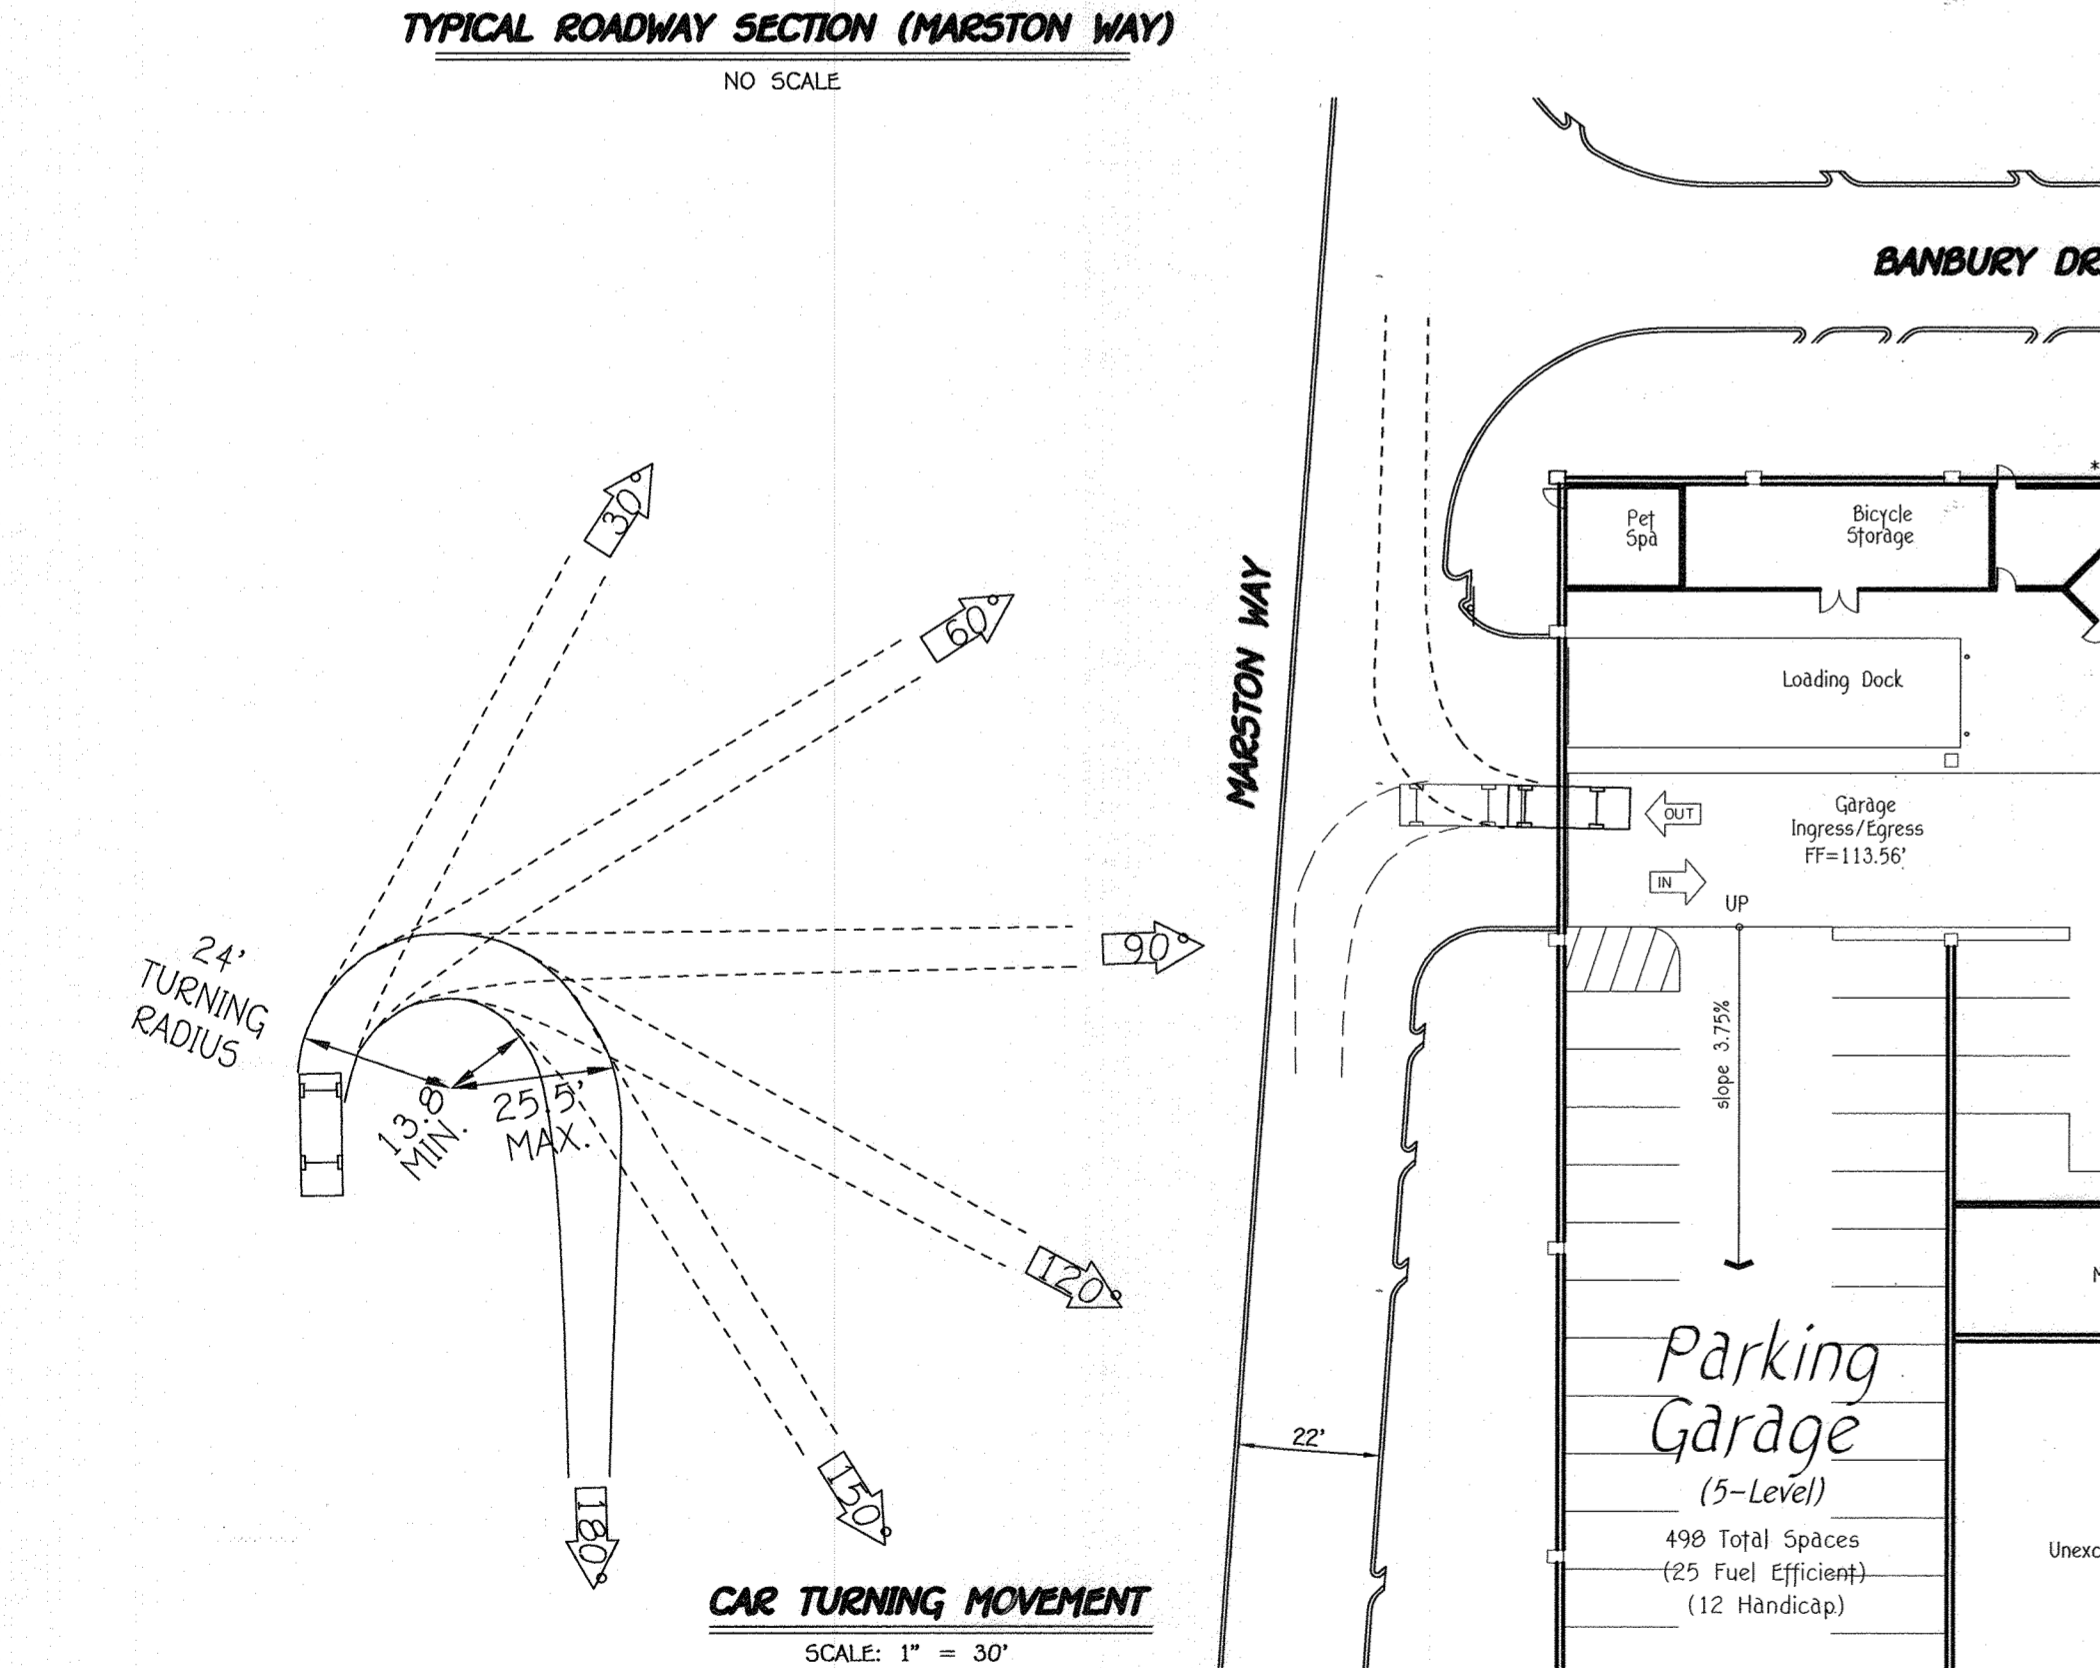 TYPICAL ROADWAY SECTION (MARSTON WAY)
NO SCALE
BANBURY
30
60
90°
120°
150°
180°
24'
TURNING
RADIUS
13.8
MIN.
25.5'
MAX.
CAR TURNING MOVEMENT
SCALE: 1" = 30'
MARSTON WAY
22'
Pet
Spa
Bicycle
Storage
*
Loading Dock
OUT
Garage
Ingress/Egress
FF=113.56'
IN
UP
slope 3.75%
Parking
Garage
(5-Level)
498 Total Spaces
(25 Fuel Efficient)
(12 Handicap)